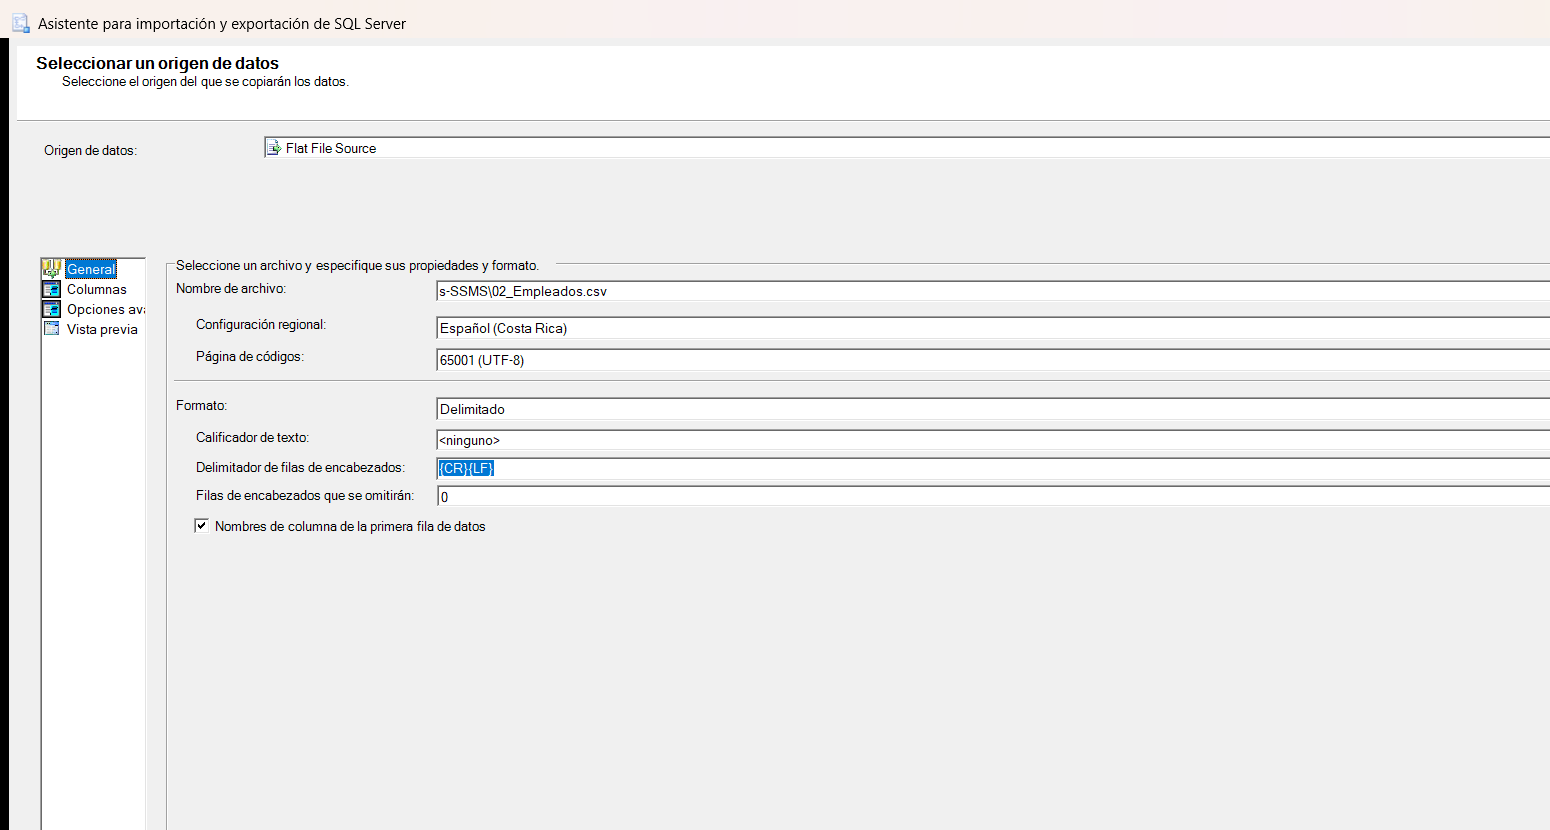 Asistente para importación y exportación de SQL Server
Seleccionar un origen de datos
Seleccione el origen del que se copiarán los datos.
Origen de datos:
Flat File Source
General
Columnas
Opciones ava
Vista previa
Seleccione un archivo y especifique sus propiedades y formato.
Nombre de archivo:
s-SSMS\02_Empleados.csv
Configuración regional:
Español (Costa Rica)
Página de códigos:
65001 (UTF-8)
Formato:
Delimitado
Calificador de texto:
<ninguno>
Delimitador de filas de encabezados:
{CR}{LF}
Filas de encabezados que se omitirán:
0
Nombres de columna de la primera fila de datos